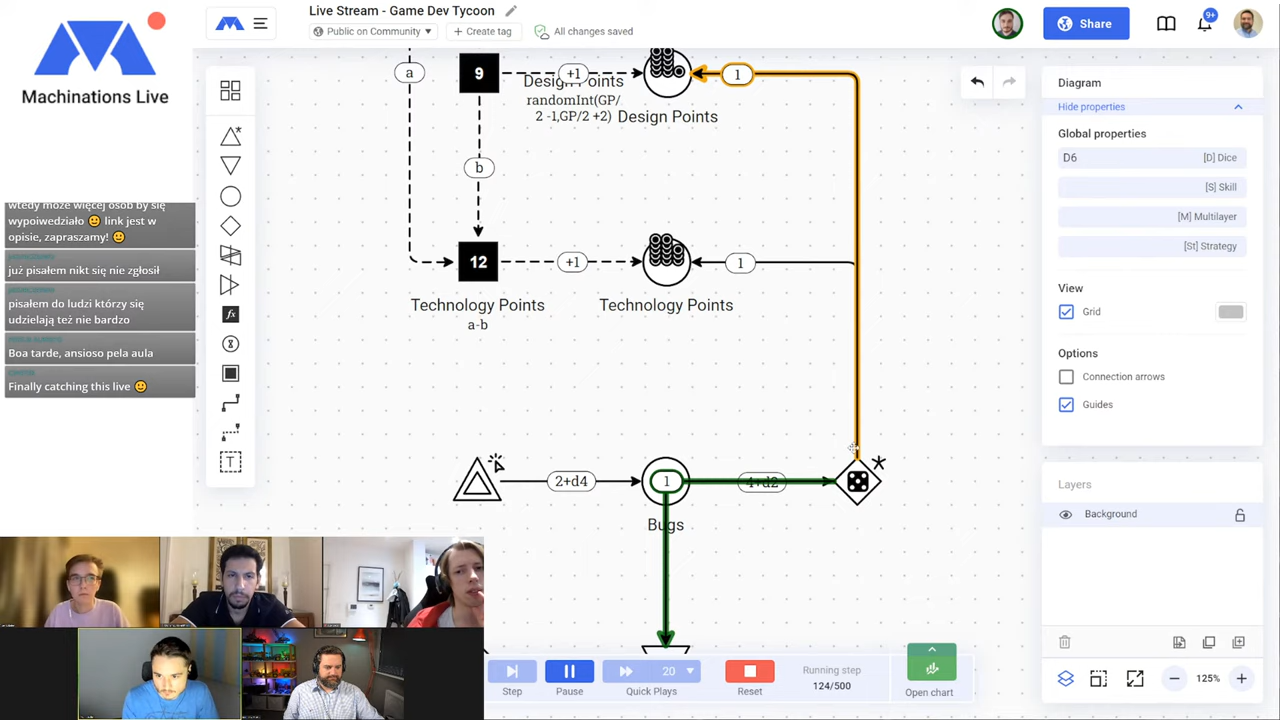 Machinations Live
wtedy może więcej osób by się
wypoiwedziało 🙂 link jest w
opisie, zapraszamy! 🙂
już pisałem nikt się nie zgłosił
pisałem do ludzi którzy się
udzielają też nie bardzo
Boa tarde, ansioso pela aula
Finally catching this live 🙂
Live Stream - Game Dev Tycoon
Public on Community
+ Create tag
All changes saved
Share
9+
a
9
+1
1
Design Points
randomInt(GP/
2 -1,GP/2 +2)
Design Points
b
12
+1
1
Technology Points
a-b
Technology Points
2+d4
1
4+d2
Bugs
Step
Pause
20
Quick Plays
Reset
Running step
124/500
Open chart
Diagram
Hide properties
Global properties
D6
[D] Dice
[S] Skill
[M] Multilayer
[St] Strategy
View
Grid
Options
Connection arrows
Guides
Layers
Background
125%